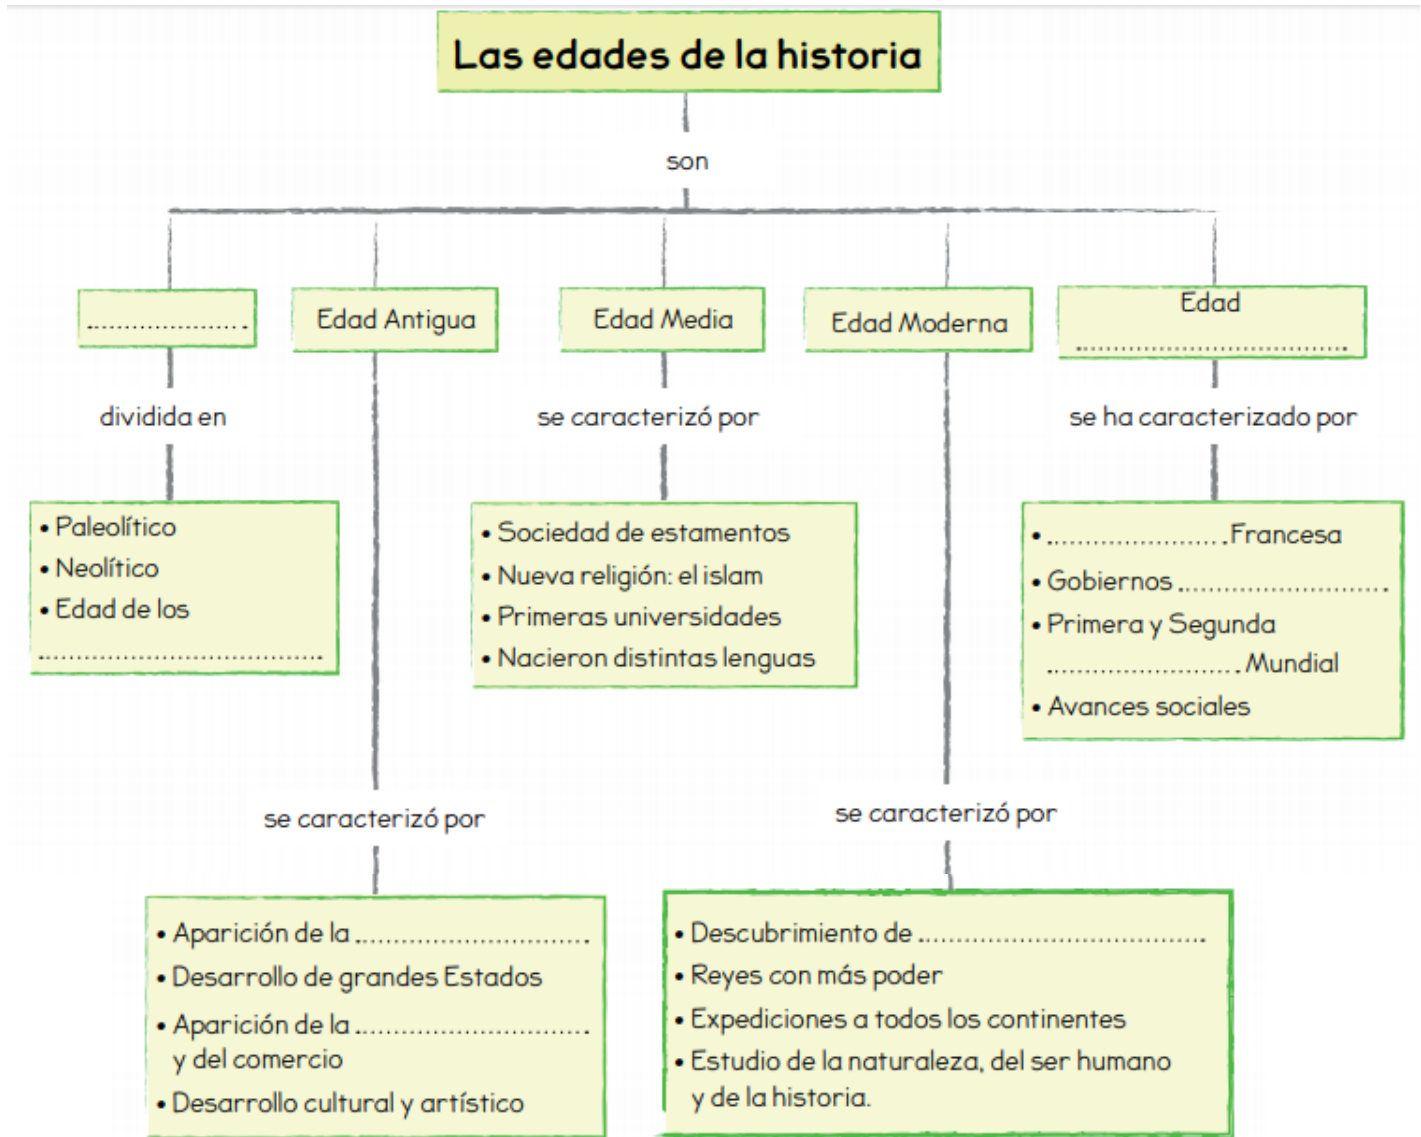 Las edades de la historia
son
....................
Edad Antigua
Edad Media
Edad Moderna
Edad
..................................
dividida en
se caracterizó por
se ha caracterizado por
• Paleolítico
• Neolítico
• Edad de los
....................................
• Sociedad de estamentos
• Nueva religión: el islam
• Primeras universidades
• Nacieron distintas lenguas
• ....................... Francesa
• Gobiernos ...........................
• Primera y Segunda
......................... Mundial
• Avances sociales
se caracterizó por
se caracterizó por
• Aparición de la ..............................
• Desarrollo de grandes Estados
• Aparición de la ..............................
y del comercio
• Desarrollo cultural y artístico
• Descubrimiento de ....................................
• Reyes con más poder
• Expediciones a todos los continentes
• Estudio de la naturaleza, del ser humano
y de la historia.